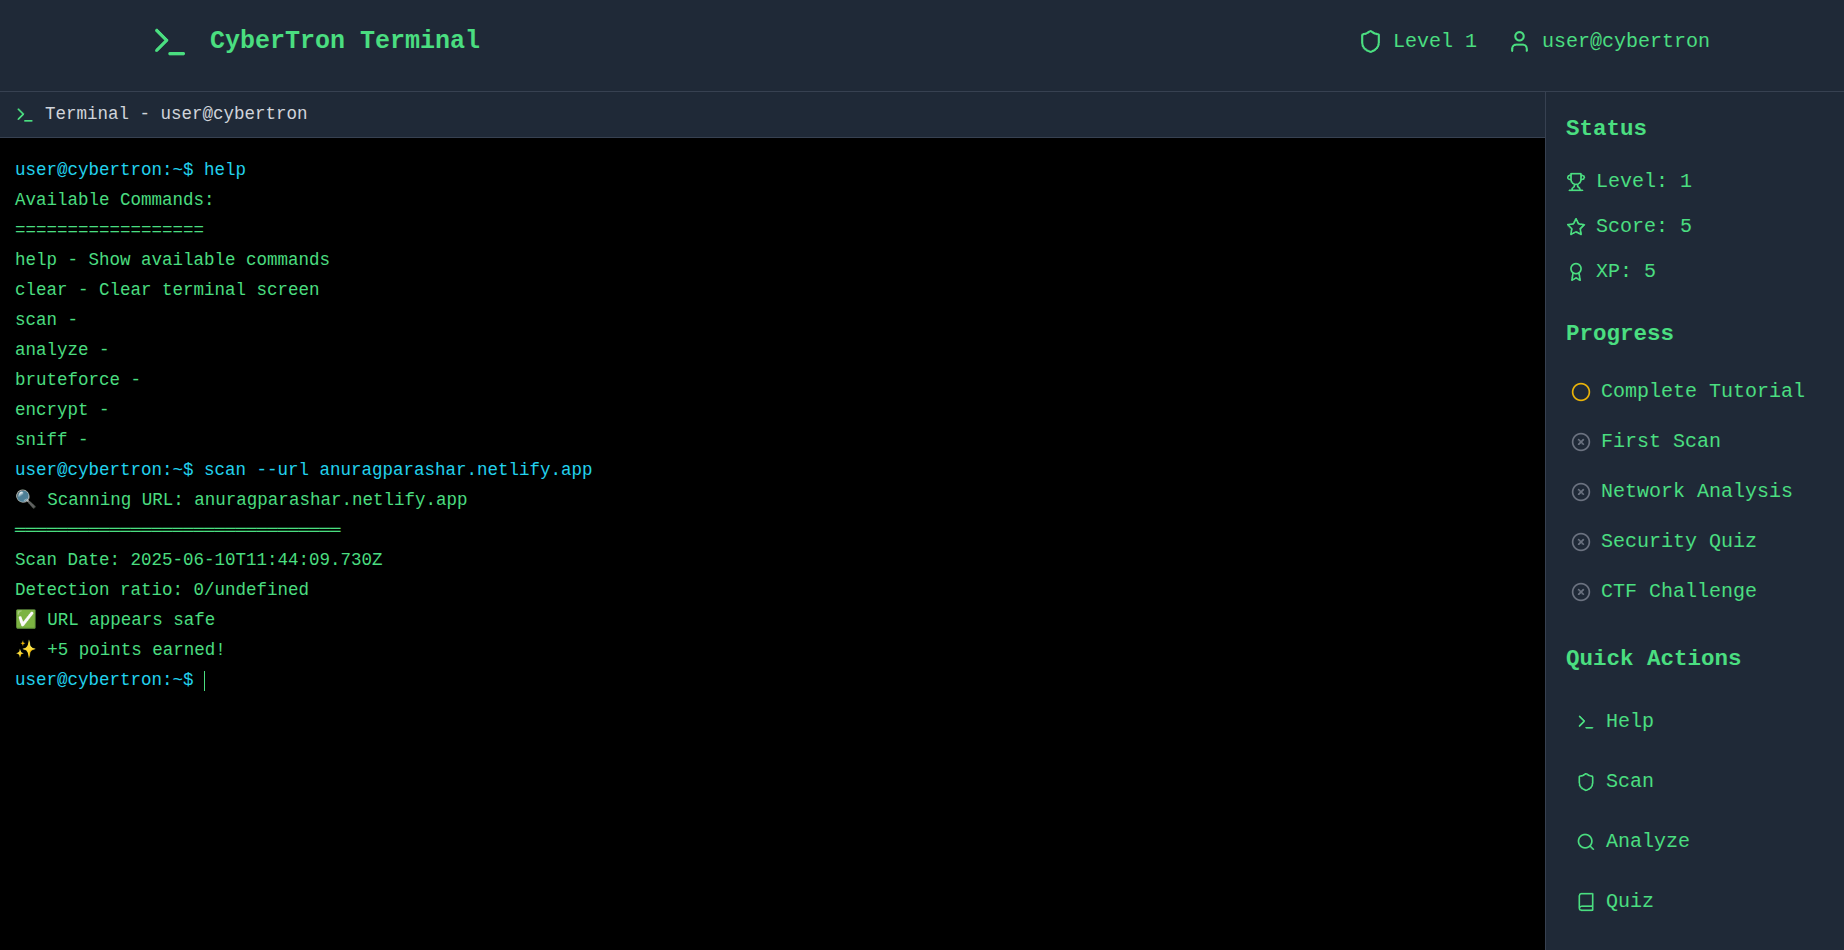 CyberTron Terminal
Level 1
user@cybertron
Terminal - user@cybertron
user@cybertron:~$ help
Available Commands:
==================
help - Show available commands
clear - Clear terminal screen
scan -
analyze -
bruteforce -
encrypt -
sniff -
user@cybertron:~$ scan --url anuragparashar.netlify.app
🔍 Scanning URL: anuragparashar.netlify.app
═══════════════════════════════
Scan Date: 2025-06-10T11:44:09.730Z
Detection ratio: 0/undefined
✅ URL appears safe
✨ +5 points earned!
user@cybertron:~$
Status
Level: 1
Score: 5
XP: 5
Progress
Complete Tutorial
First Scan
Network Analysis
Security Quiz
CTF Challenge
Quick Actions
Help
Scan
Analyze
Quiz